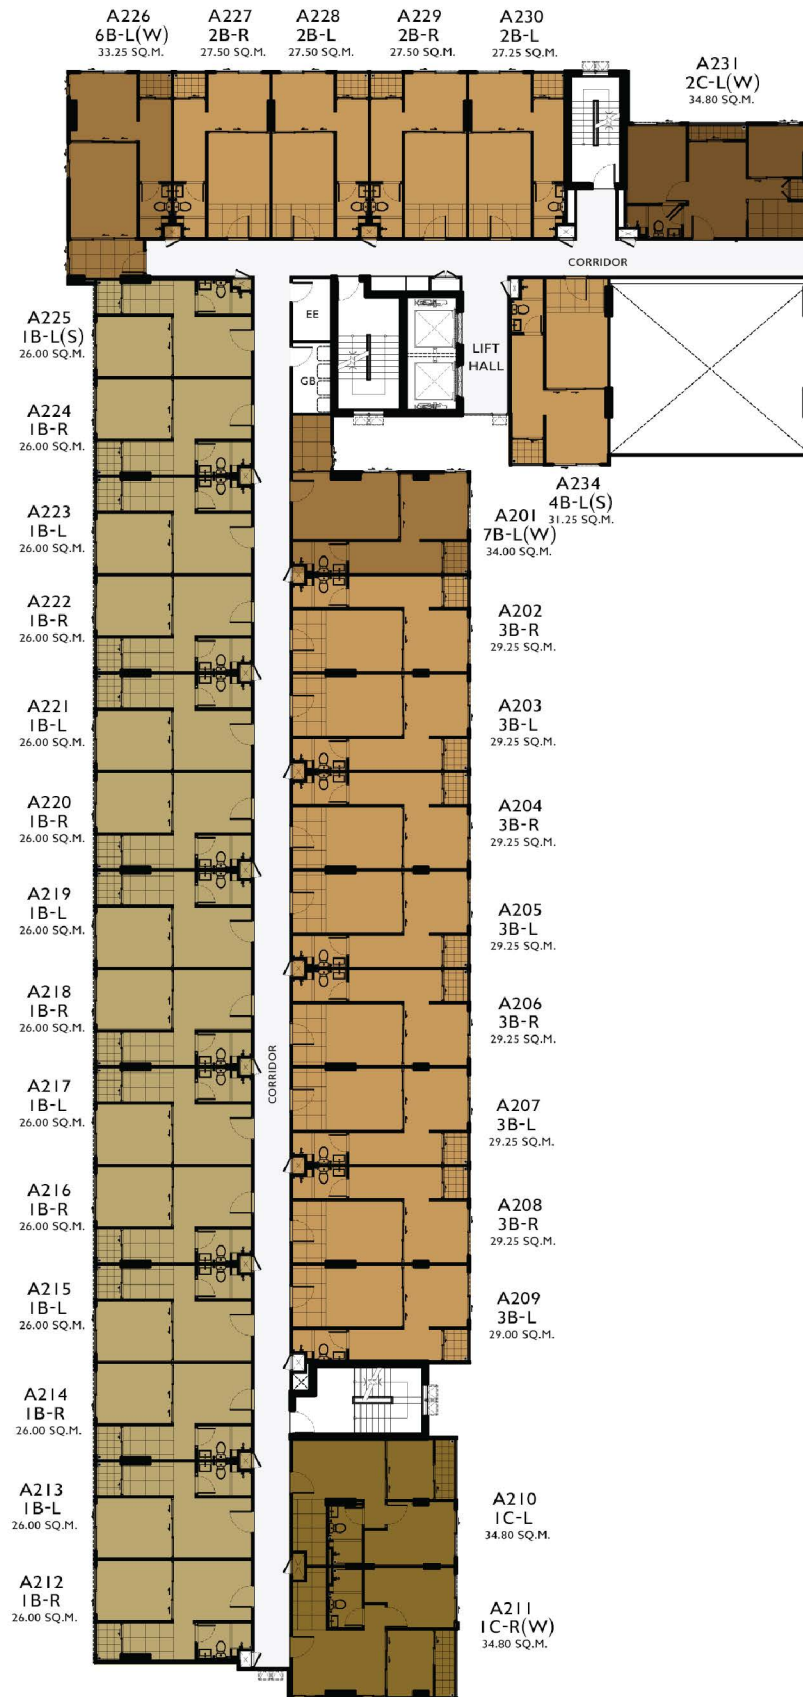 A226
6B-L(W)
33.25 SQ.M.
A227
2B-R
27.50 SQ.M.
A228
2B-L
27.50 SQ.M.
A229
2B-R
27.50 SQ.M.
A230
2B-L
27.25 SQ.M.
A231
2C-L(W)
34.80 SQ.M.
CORRIDOR
EE
GB
LIFT
HALL
A225
1B-L(S)
26.00 SQ.M.
A224
1B-R
26.00 SQ.M.
A223
1B-L
26.00 SQ.M.
A222
1B-R
26.00 SQ.M.
A221
1B-L
26.00 SQ.M.
A220
1B-R
26.00 SQ.M.
A219
1B-L
26.00 SQ.M.
A218
1B-R
26.00 SQ.M.
A217
1B-L
26.00 SQ.M.
A216
1B-R
26.00 SQ.M.
A215
1B-L
26.00 SQ.M.
A214
1B-R
26.00 SQ.M.
A213
1B-L
26.00 SQ.M.
A212
1B-R
26.00 SQ.M.
CORRIDOR
A234
4B-L(S)
31.25 SQ.M.
A201
7B-L(W)
34.00 SQ.M.
A202
3B-R
29.25 SQ.M.
A203
3B-L
29.25 SQ.M.
A204
3B-R
29.25 SQ.M.
A205
3B-L
29.25 SQ.M.
A206
3B-R
29.25 SQ.M.
A207
3B-L
29.25 SQ.M.
A208
3B-R
29.25 SQ.M.
A209
3B-L
29.00 SQ.M.
A210
1C-L
34.80 SQ.M.
A211
1C-R(W)
34.80 SQ.M.